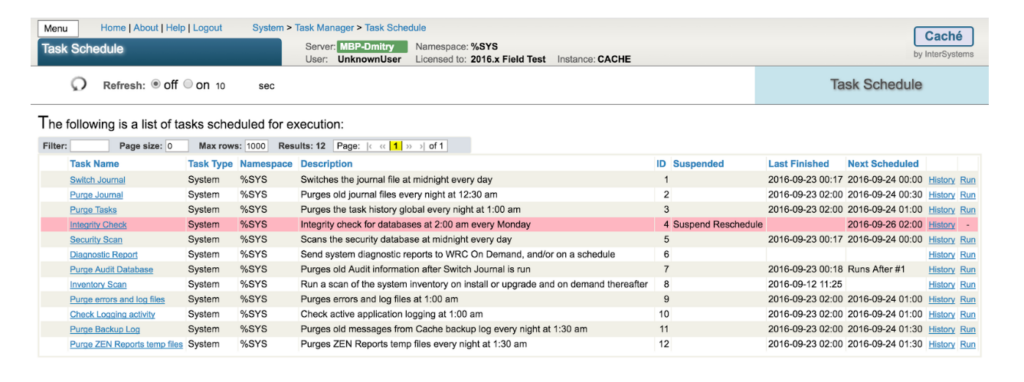 Menu Home | About | Help | Logout System > Task Manager > Task Schedule
Task Schedule
Server: MBP-Dmitry Namespace: %SYS
User: UnknownUser Licensed to: 2016.x Field Test Instance: CACHE
Caché
by InterSystems
Refresh: off on 10 sec
Task Schedule
The following is a list of tasks scheduled for execution:
Filter: Page size: 0 Max rows: 1000 Results: 12 Page: |< << 1 >> >| of 1
Task Name Task Type Namespace Description ID Suspended Last Finished Next Scheduled
Switch Journal System %SYS Switches the journal file at midnight every day 1 2016-09-23 00:17 2016-09-24 00:00 History Run
Purge Journal System %SYS Purges old journal files every night at 12:30 am 2 2016-09-23 02:00 2016-09-24 00:30 History Run
Purge Tasks System %SYS Purges the task history global every night at 1:00 am 3 2016-09-23 02:00 2016-09-24 01:00 History Run
Integrity Check System %SYS Integrity check for databases at 2:00 am every Monday 4 Suspend Reschedule 2016-09-26 02:00 History -
Security Scan System %SYS Scans the security database at midnight every day 5 2016-09-23 00:17 2016-09-24 00:00 History Run
Diagnostic Report System %SYS Send system diagnostic reports to WRC On Demand, and/or on a schedule 6 History Run
Purge Audit Database System %SYS Purges old Audit information after Switch Journal is run 7 2016-09-23 00:18 Runs After #1 History Run
Inventory Scan System %SYS Run a scan of the system inventory on install or upgrade and on demand thereafter 8 2016-09-12 11:25 History Run
Purge errors and log files System %SYS Purges errors and log files at 1:00 am 9 2016-09-23 02:00 2016-09-24 01:00 History Run
Check Logging activity System %SYS Check active application logging at 1:00 am 10 2016-09-23 02:00 2016-09-24 01:00 History Run
Purge Backup Log System %SYS Purges old messages from Cache backup log every night at 1:30 am 11 2016-09-23 02:00 2016-09-24 01:30 History Run
Purge ZEN Reports temp files System %SYS Purges ZEN Reports temp files every night at 1:30 am 12 2016-09-23 02:00 2016-09-24 01:30 History Run